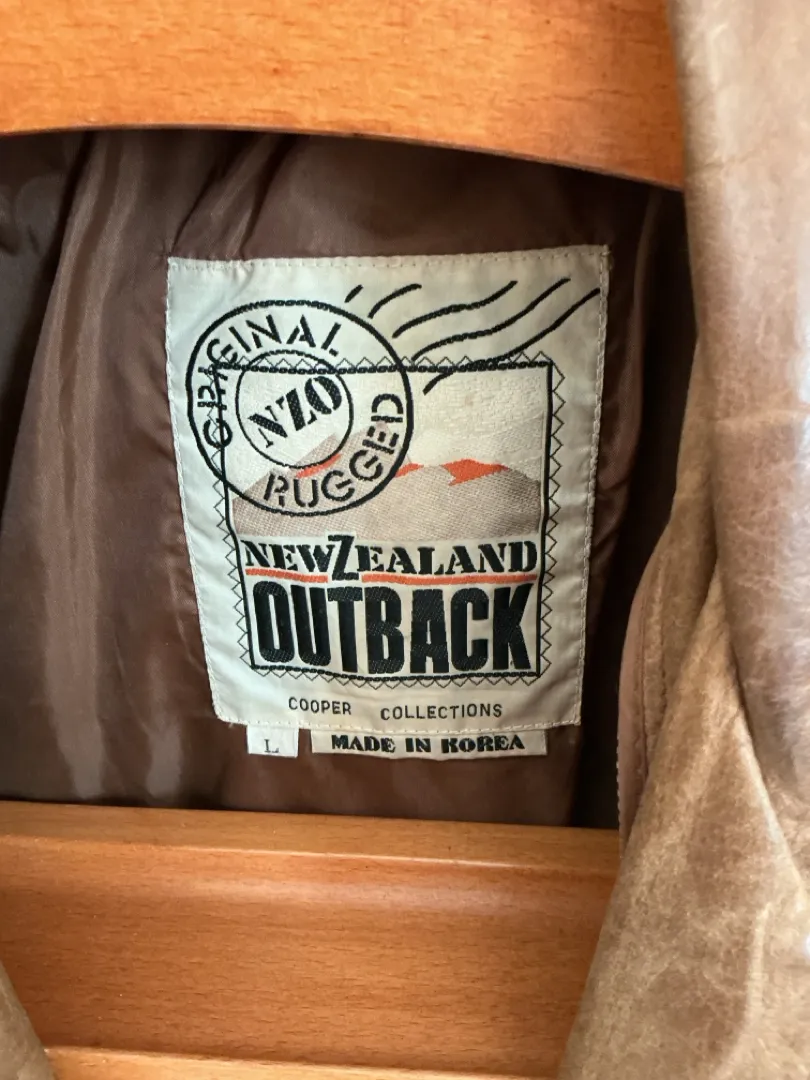 ORIGINAL
NZO
RUGGED
NEW ZEALAND
OUTBACK
COOPER COLLECTIONS
L
MADE IN KOREA